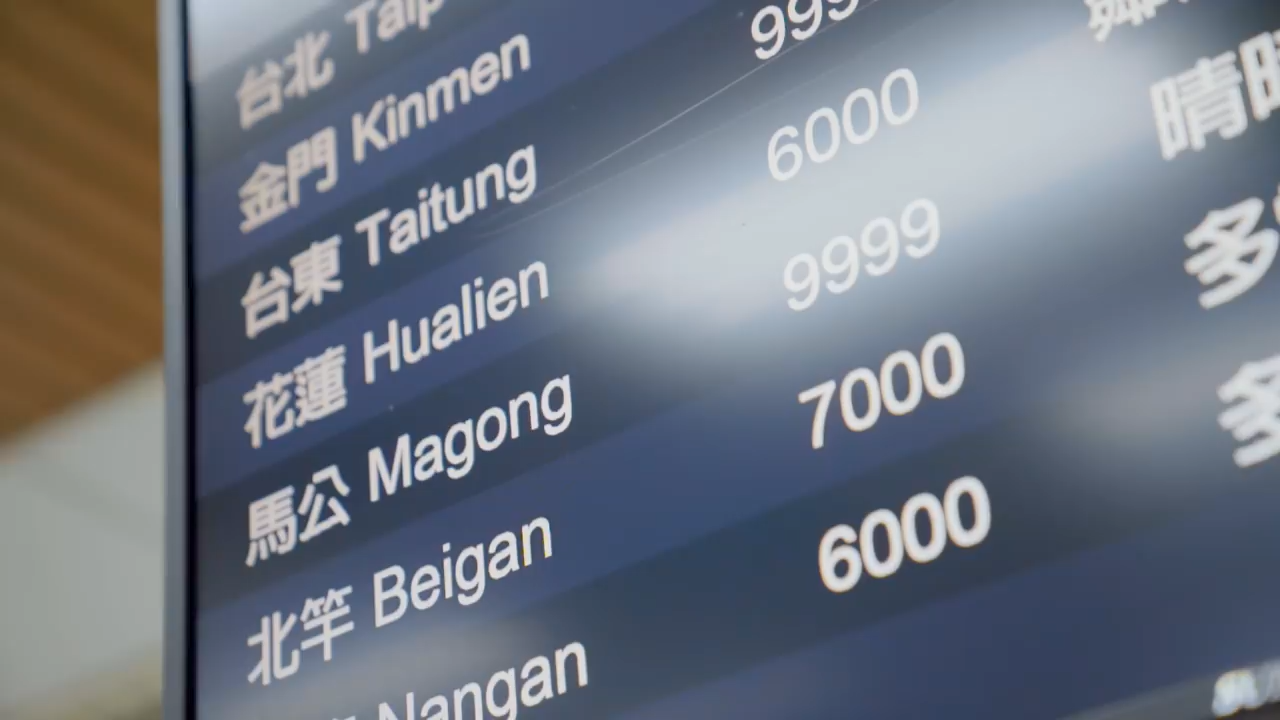 台北
金門 Kinmen
台東 Taitung
花蓮 Hualien 6000
馬公 Magong 9999 晴
北竿 Beigan 7000 多
Nangan 6000 多